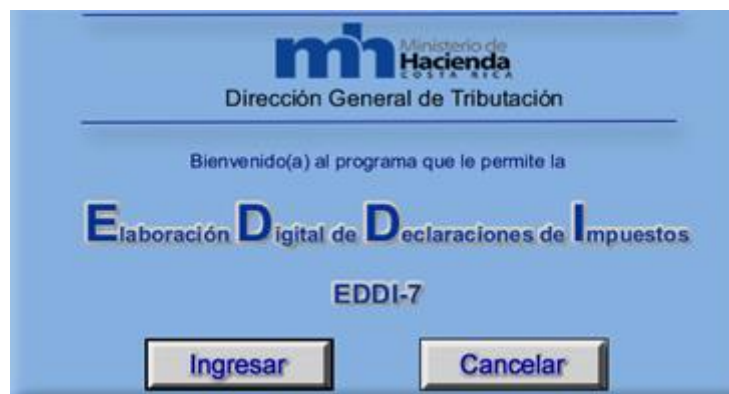 mh Ministerio de
Hacienda
COSTA RICA
Dirección General de Tributación
Bienvenido(a) al programa que le permite la
Elaboración Digital de Declaraciones de Impuestos
EDDI-7
Ingresar Cancelar